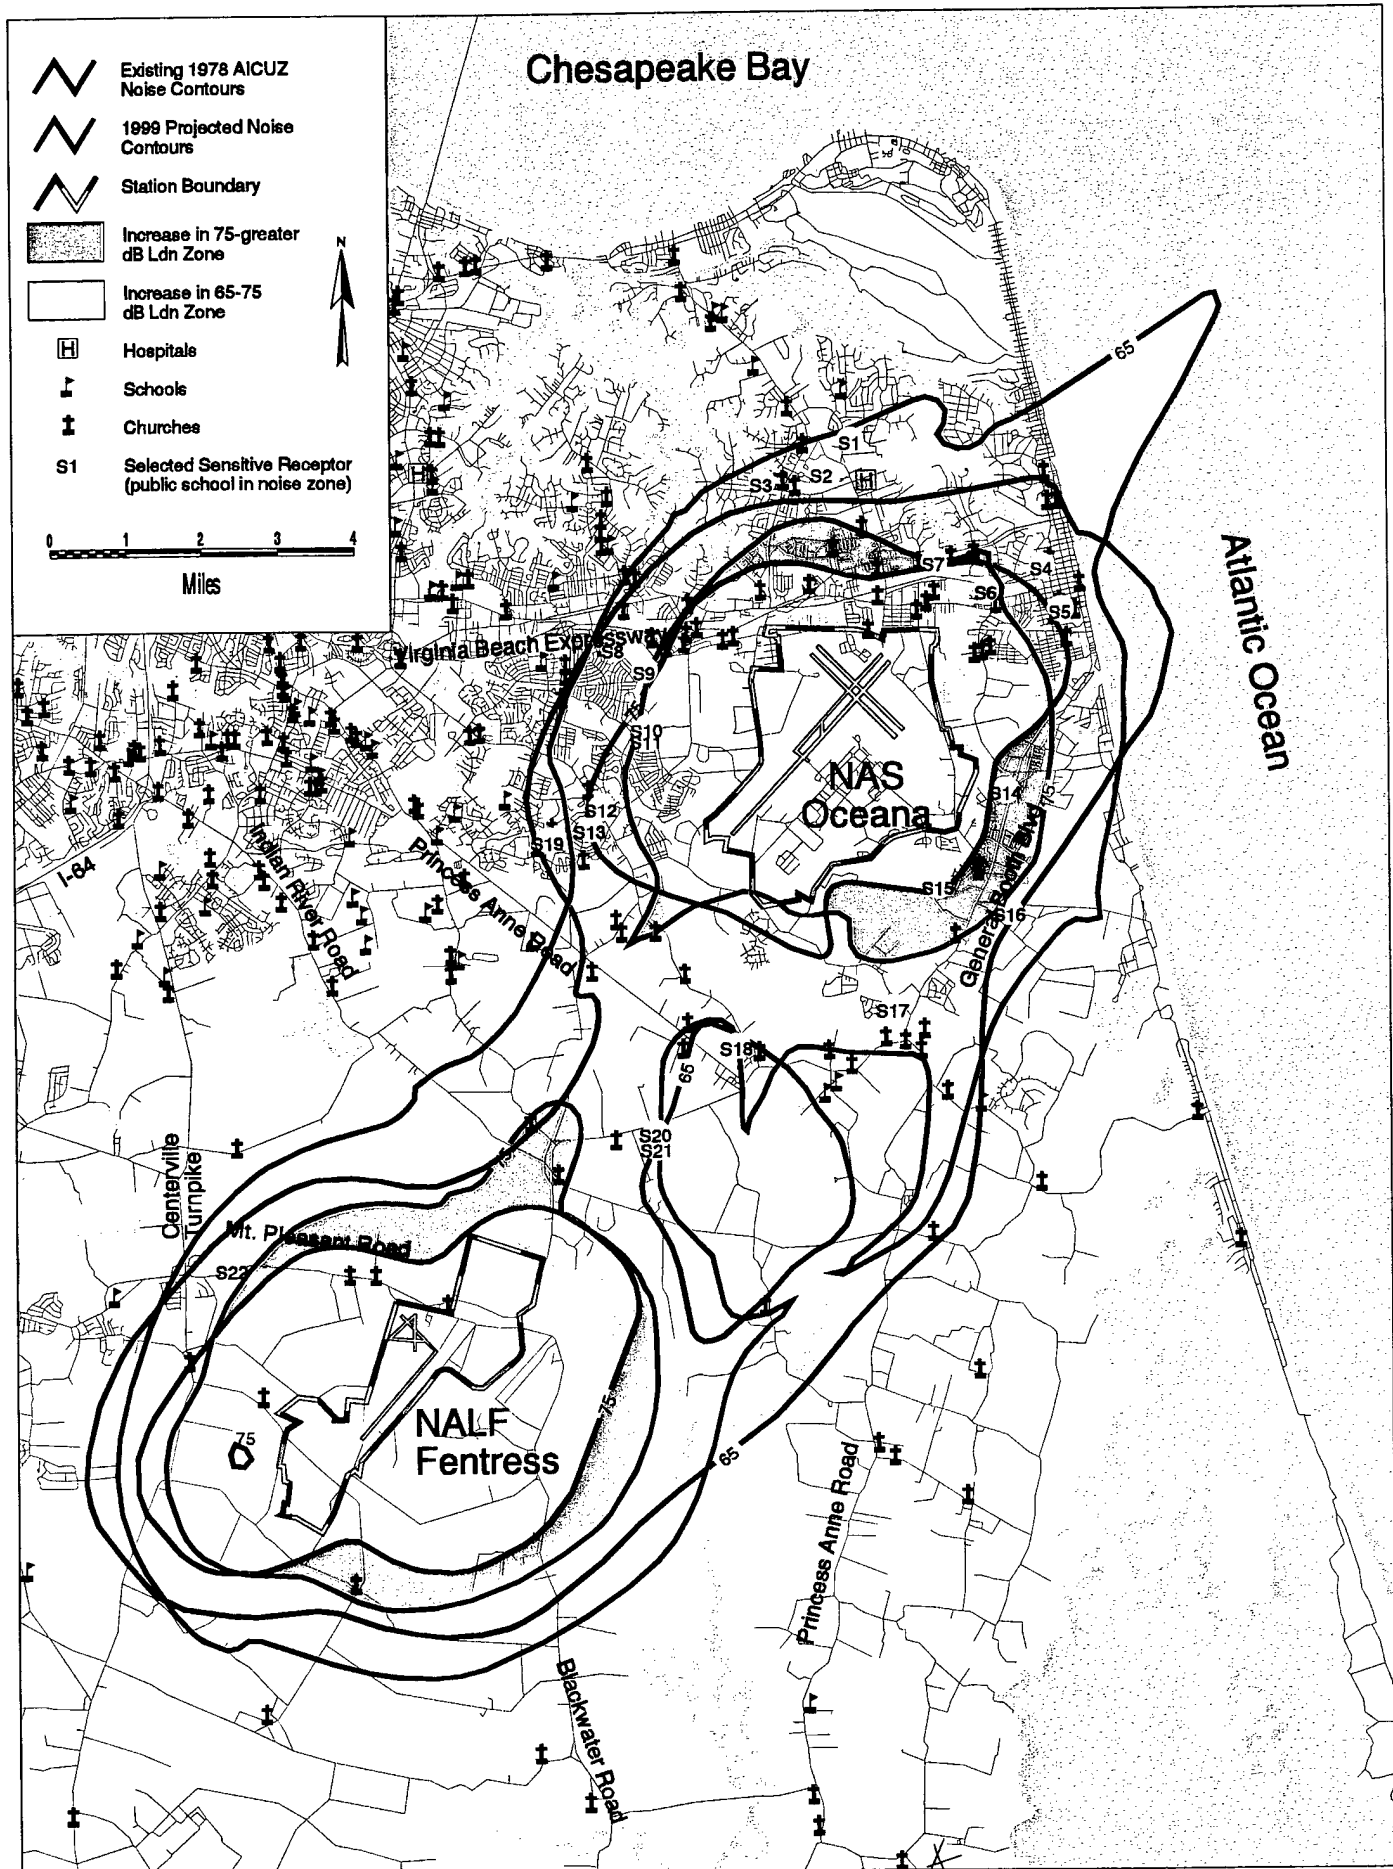 Existing 1978 AICUZ
Noise Contours
1999 Projected Noise
Contours
Station Boundary
Increase in 75-greater
dB Ldn Zone
Increase in 65-75
dB Ldn Zone
H
Hospitals
Schools
Churches
S1
Selected Sensitive Receptor
(public school in noise zone)
N
0 1 2 3 4
Miles
Chesapeake Bay
Atlantic Ocean
65
S1
S2
H
S3
H
S7
S4
S6
S5
Virginia Beach Expressway
S8
S9
S10
S11
NAS
Oceana
S14
75
S12
S13
S19
General Booth Blvd
S15
S16
I-64
Indian River Road
Princess Anne Road
S17
S18
65
S20
S21
Centerville
Turnpike
Mt. Pleasant Road
S22
75
NALF
Fentress
75
65
Princess Anne Road
Blackwater Road